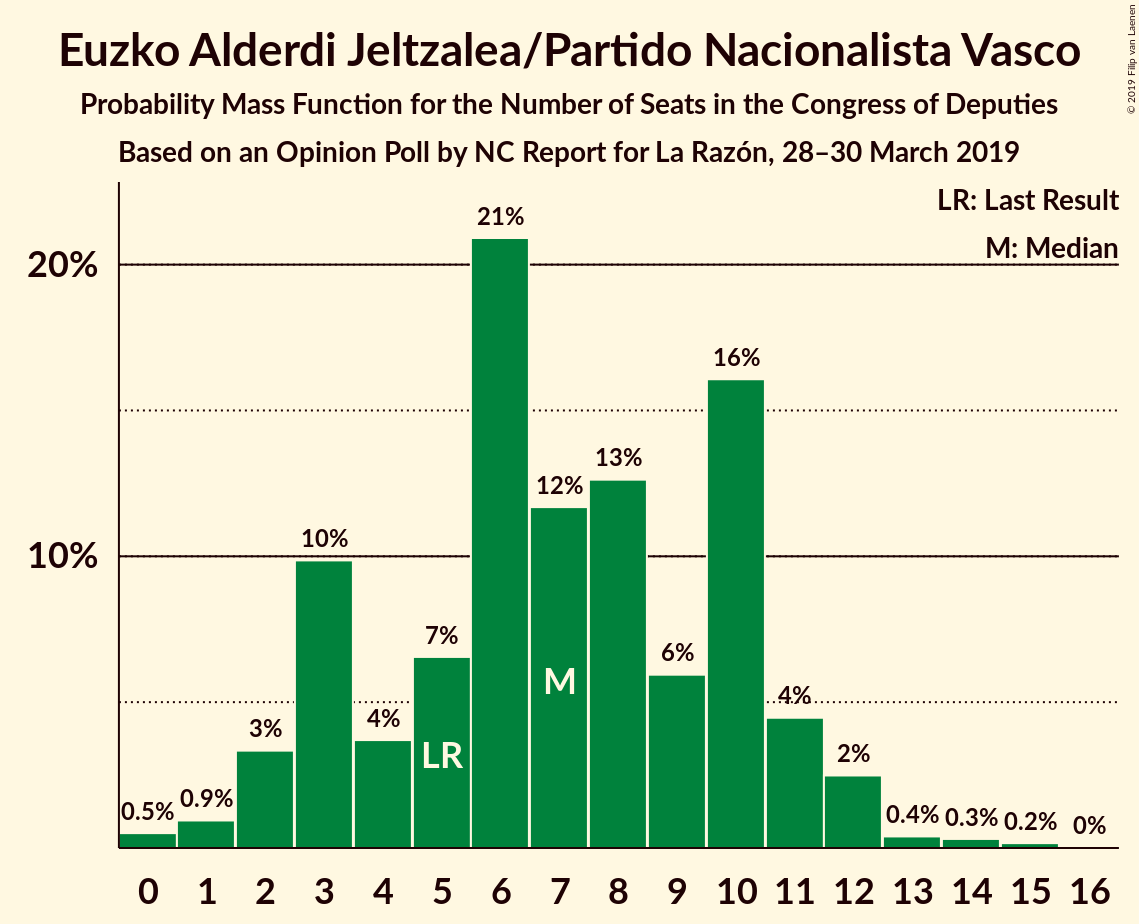 Euzko Alderdi Jeltzalea/Partido Nacionalista Vasco
Probability Mass Function for the Number of Seats in the Congress of Deputies
Based on an Opinion Poll by NC Report for La Razón, 28–30 March 2019
© 2019 Filip van Laenen
LR: Last Result
M: Median
20%
10%
0.5%
0.9%
3%
10%
4%
7%
21%
12%
13%
6%
16%
4%
2%
0.4%
0.3%
0.2%
0%
LR
M
0 1 2 3 4 5 6 7 8 9 10 11 12 13 14 15 16